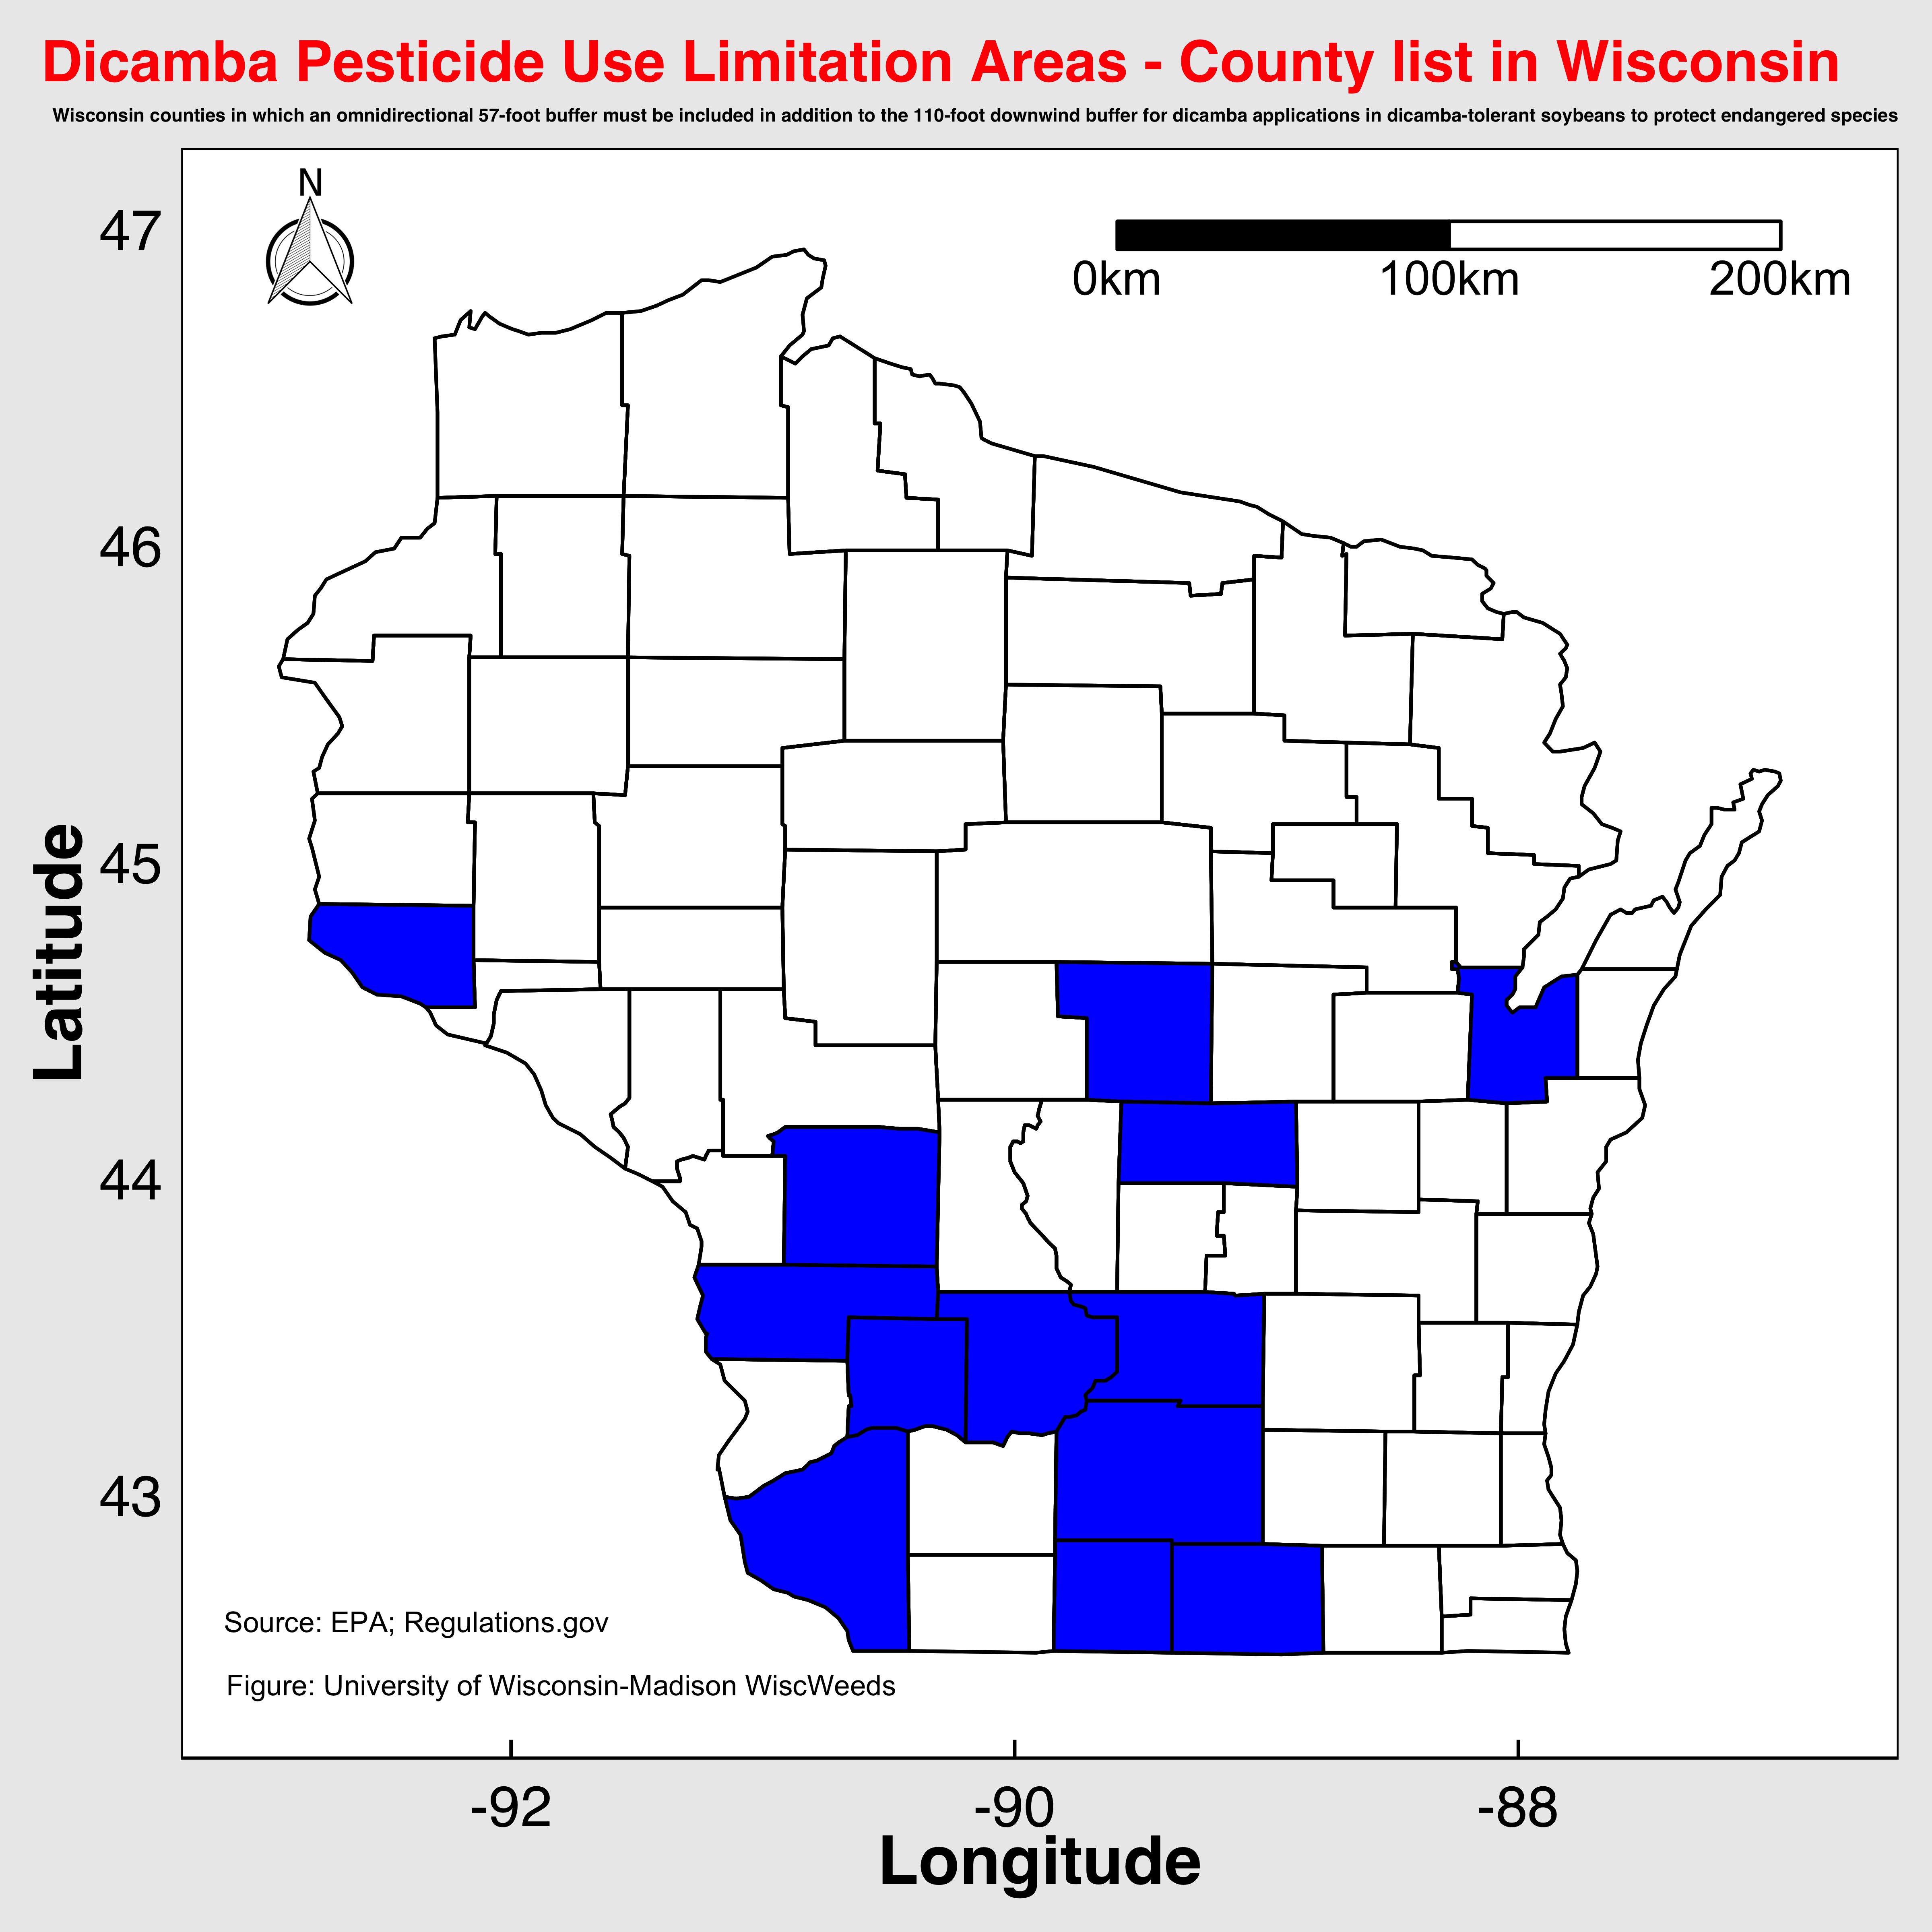 Dicamba Pesticide Use Limitation Areas - County list in Wisconsin
Wisconsin counties in which an omnidirectional 57-foot buffer must be included in addition to the 110-foot downwind buffer for dicamba applications in dicamba-tolerant soybeans to protect endangered species
N
0km 100km 200km
47
46
45
44
43
Latitude
Source: EPA; Regulations.gov
Figure: University of Wisconsin-Madison WiscWeeds
-92 -90 -88
Longitude